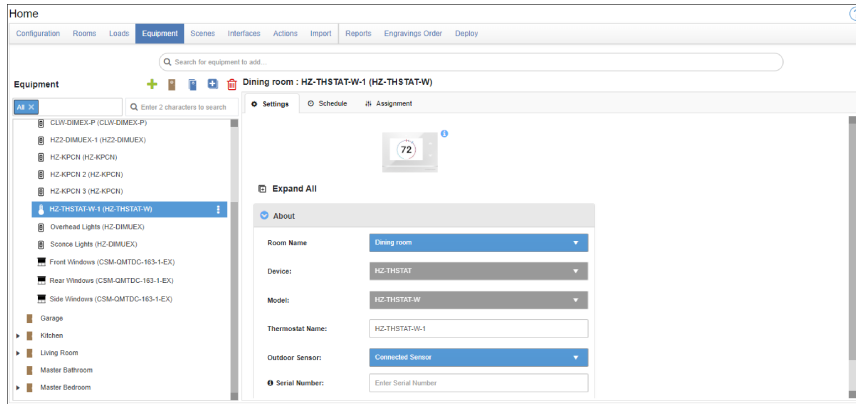 Home
Configuration Rooms Loads Equipment Scenes Interfaces Actions Import Reports Engravings Order Deploy
Search for equipment to add...
Equipment
Dining room : HZ-THSTAT-W-1 (HZ-THSTAT-W)
All X
Enter 2 characters to search
Settings Schedule Assignment
CLW-DIMEX-P (CLW-DIMEX-P)
HZ2-DIMUEX-1 (HZ2-DIMUEX)
HZ-KPCN (HZ-KPCN)
HZ-KPCN 2 (HZ-KPCN)
HZ-KPCN 3 (HZ-KPCN)
HZ-THSTAT-W-1 (HZ-THSTAT-W)
Overhead Lights (HZ-DIMUEX)
Sconce Lights (HZ-DIMUEX)
Front Windows (CSM-QMTDC-163-1-EX)
Rear Windows (CSM-QMTDC-163-1-EX)
Side Windows (CSM-QMTDC-163-1-EX)
Garage
Kitchen
Living Room
Master Bathroom
Master Bedroom
72
Expand All
About
Room Name Dining room
Device: HZ-THSTAT
Model: HZ-THSTAT-W
Thermostat Name: HZ-THSTAT-W-1
Outdoor Sensor: Connected Sensor
Serial Number: Enter Serial Number